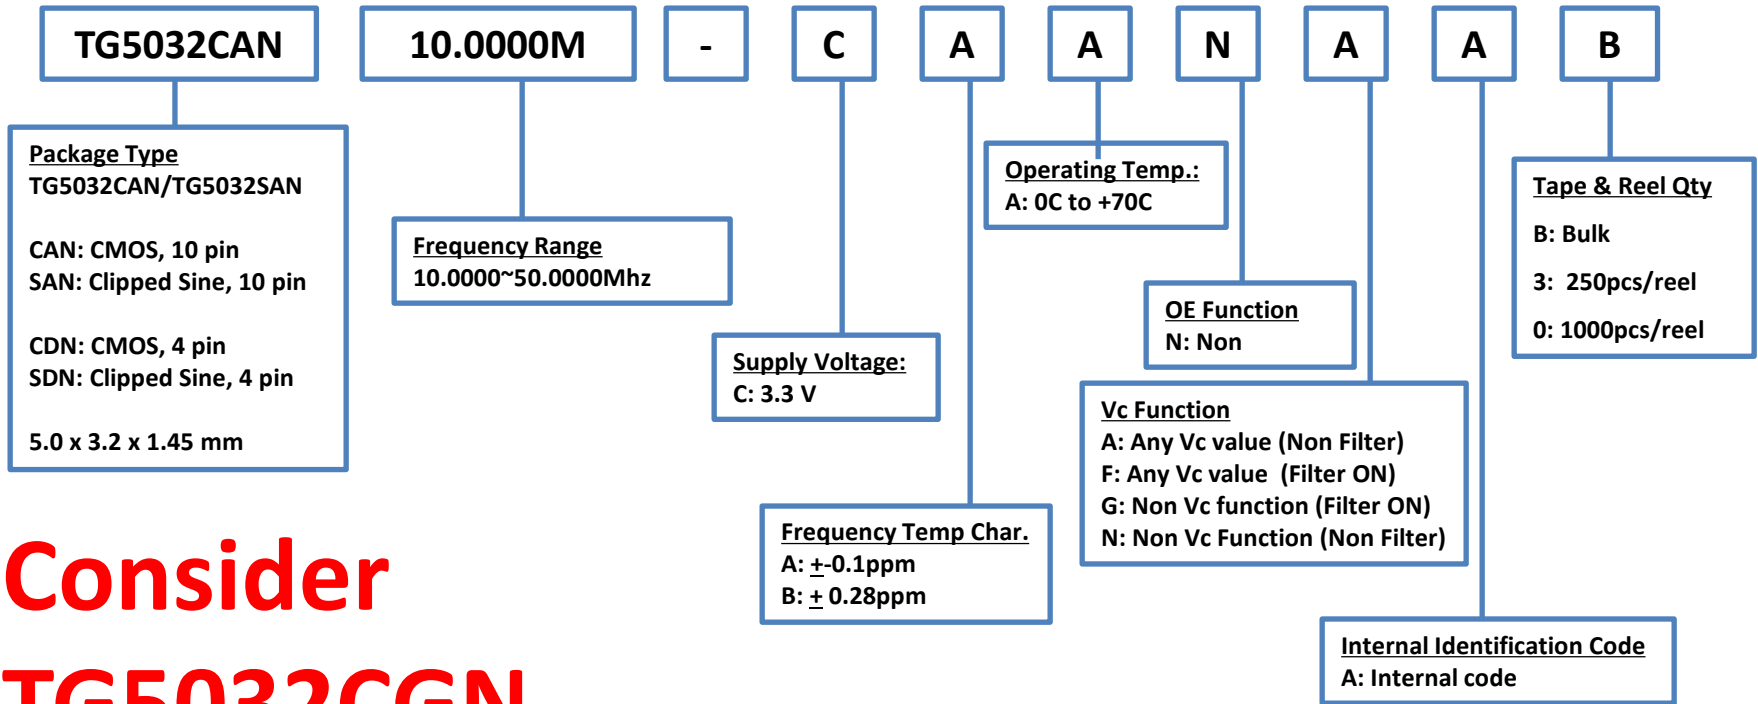 TG5032CAN 10.0000M - C A A N A A B
Package Type
TG5032CAN/TG5032SAN
CAN: CMOS, 10 pin
SAN: Clipped Sine, 10 pin
CDN: CMOS, 4 pin
SDN: Clipped Sine, 4 pin
5.0 x 3.2 x 1.45 mm
Frequency Range
10.0000~50.0000Mhz
Supply Voltage:
C: 3.3 V
Frequency Temp Char.
A: +-0.1ppm
B: + 0.28ppm
Operating Temp.:
A: 0C to +70C
OE Function
N: Non
Vc Function
A: Any Vc value (Non Filter)
F: Any Vc value  (Filter ON)
G: Non Vc function (Filter ON)
N: Non Vc Function (Non Filter)
Internal Identification Code
A: Internal code
Tape & Reel Qty
B: Bulk
3:  250pcs/reel
0: 1000pcs/reel
Consider
TG5032CGN